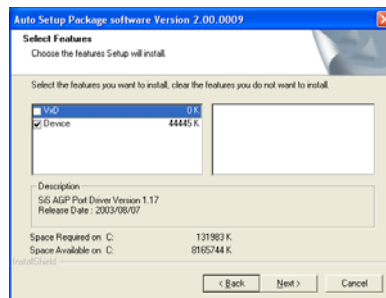 Auto Setup Package software Version 2.00.0009
Select Features
Choose the features Setup will install.
Select the features you want to install, clear the features you do not want to install.
VxD 0 K
Device 44445 K
Description
SiS AGP Port Driver Version 1.17
Release Date : 2003/08/07
Space Required on C: 131983 K
Space Available on C: 8165744 K
InstallShield
< Back Next > Cancel